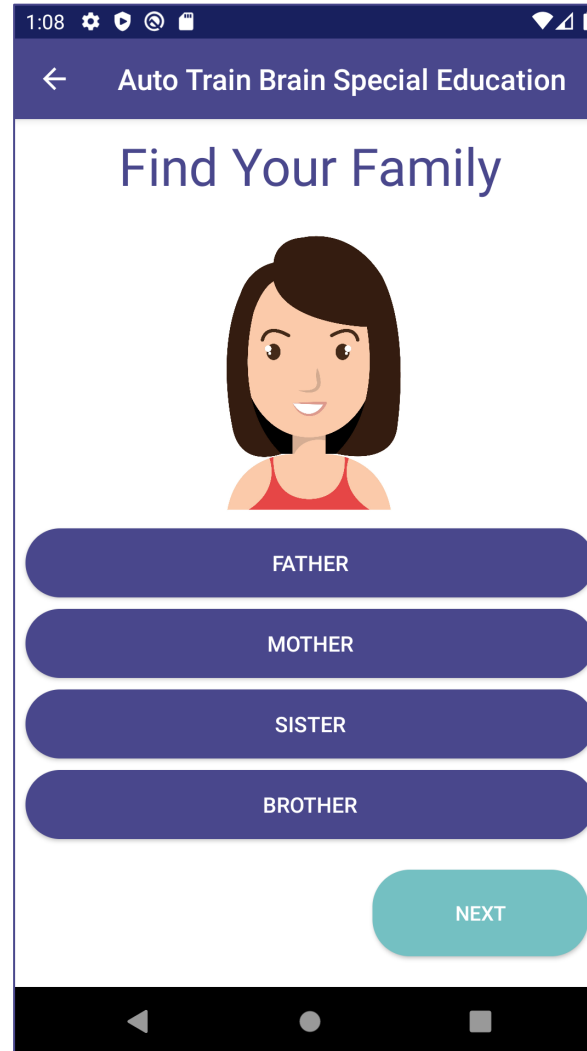 1:08
Auto Train Brain Special Education
Find Your Family
FATHER
MOTHER
SISTER
BROTHER
NEXT